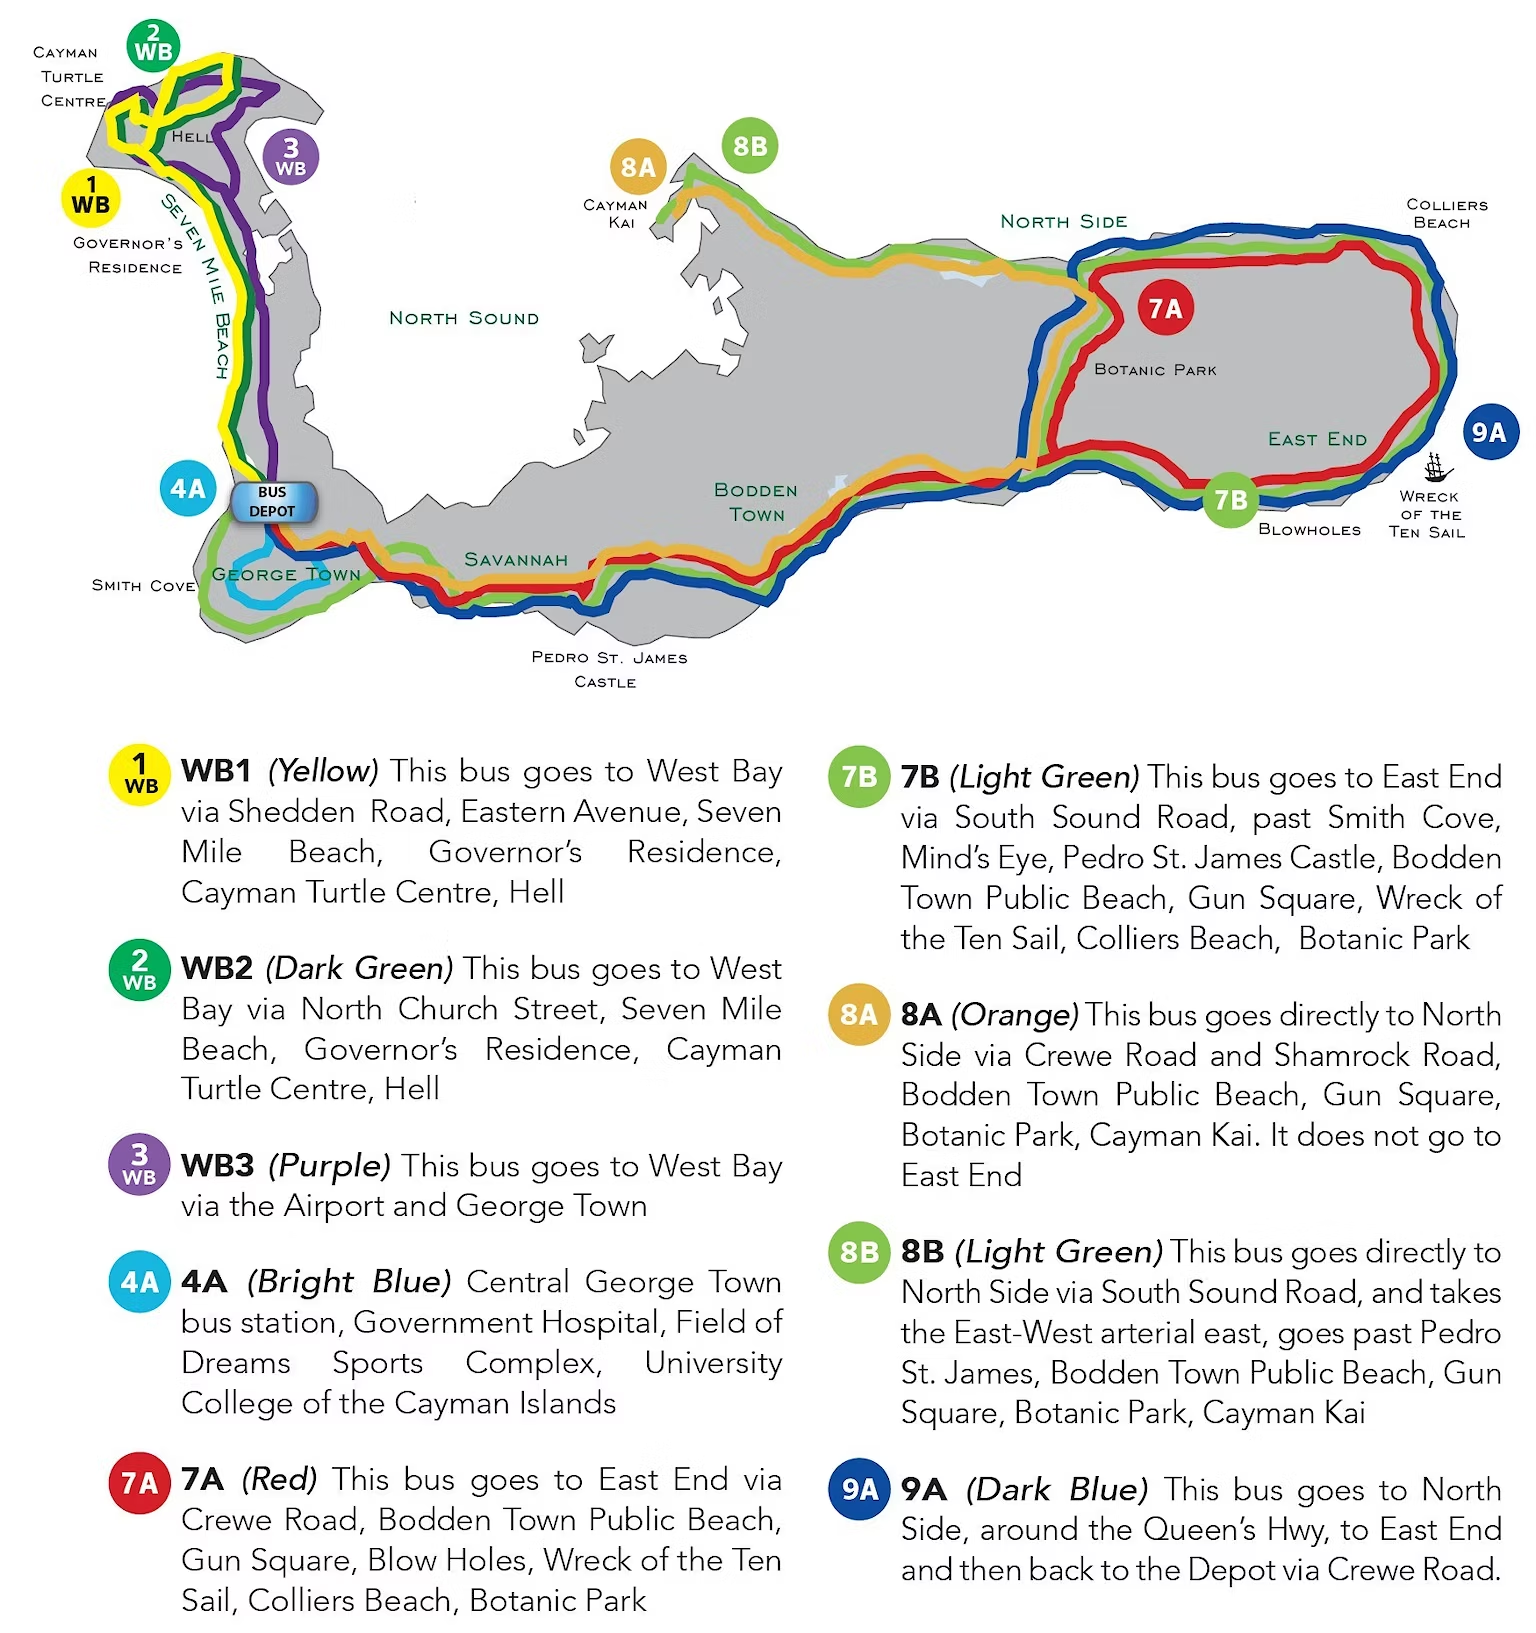 2
WB
CAYMAN
TURTLE
CENTRE
HELL
3
WB
1
WB
GOVERNOR'S
RESIDENCE
SEVEN MILE BEACH
NORTH SOUND
8A
8B
CAYMAN
KAI
NORTH SIDE
COLLIERS
BEACH
7A
BOTANIC PARK
EAST END
9A
WRECK
OF THE
TEN SAIL
7B
BLOWHOLES
BODDEN
TOWN
4A
BUS
DEPOT
SAVANNAH
GEORGE TOWN
SMITH COVE
PEDRO ST. JAMES
CASTLE
1
WB
WB1 (Yellow) This bus goes to West Bay
via Shedden Road, Eastern Avenue, Seven
Mile Beach, Governor's Residence,
Cayman Turtle Centre, Hell
2
WB
WB2 (Dark Green) This bus goes to West
Bay via North Church Street, Seven Mile
Beach, Governor's Residence, Cayman
Turtle Centre, Hell
3
WB
WB3 (Purple) This bus goes to West Bay
via the Airport and George Town
4A
4A (Bright Blue) Central George Town
bus station, Government Hospital, Field of
Dreams Sports Complex, University
College of the Cayman Islands
7A
7A (Red) This bus goes to East End via
Crewe Road, Bodden Town Public Beach,
Gun Square, Blow Holes, Wreck of the Ten
Sail, Colliers Beach, Botanic Park
7B
7B (Light Green) This bus goes to East End
via South Sound Road, past Smith Cove,
Mind's Eye, Pedro St. James Castle, Bodden
Town Public Beach, Gun Square, Wreck of
the Ten Sail, Colliers Beach, Botanic Park
8A
8A (Orange) This bus goes directly to North
Side via Crewe Road and Shamrock Road,
Bodden Town Public Beach, Gun Square,
Botanic Park, Cayman Kai. It does not go to
East End
8B
8B (Light Green) This bus goes directly to
North Side via South Sound Road, and takes
the East-West arterial east, goes past Pedro
St. James, Bodden Town Public Beach, Gun
Square, Botanic Park, Cayman Kai
9A
9A (Dark Blue) This bus goes to North
Side, around the Queen's Hwy, to East End
and then back to the Depot via Crewe Road.